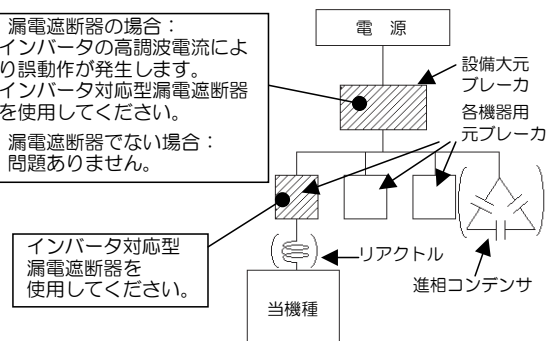 漏電遮断器の場合：
インバータの高調波電流によ
り誤動作が発生します。
インバータ対応型漏電遮断器
を使用してください。
漏電遮断器でない場合：
問題ありません。
電 源
設備大元
ブレーカ
各機器用
元ブレーカ
インバータ対応型
漏電遮断器を
使用してください。
リアクトル
進相コンデンサ
当機種